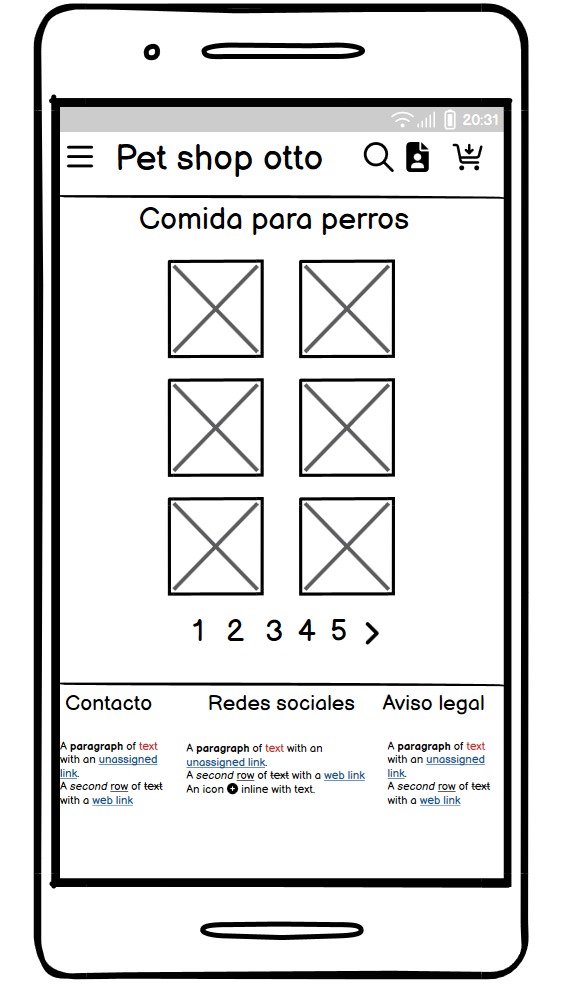 20:31
Pet shop otto
Comida para perros
1 2 3 4 5
Contacto
Redes sociales
Aviso legal
A paragraph of text
with an unassigned
link.
A second row of text
with a web link
A paragraph of text with an
unassigned link.
A second row of text with a web link
An icon inline with text.
A paragraph of text
with an unassigned
link.
A second row of text
with a web link